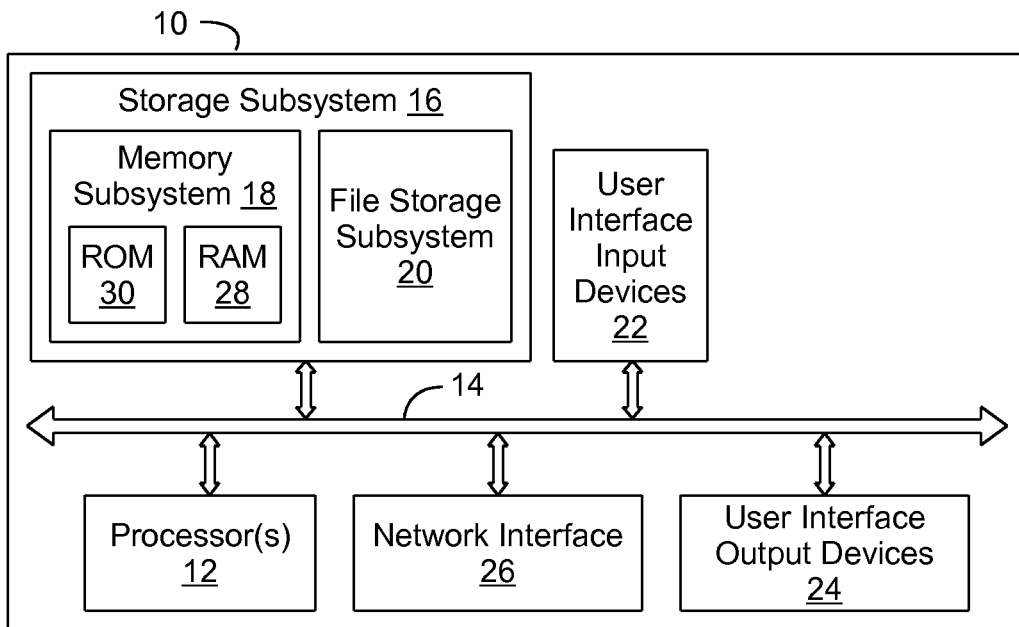 10
Storage Subsystem 16
Memory
Subsystem 18
ROM
30
RAM
28
File Storage
Subsystem
20
User
Interface
Input
Devices
22
14
Processor(s)
12
Network Interface
26
User Interface
Output Devices
24